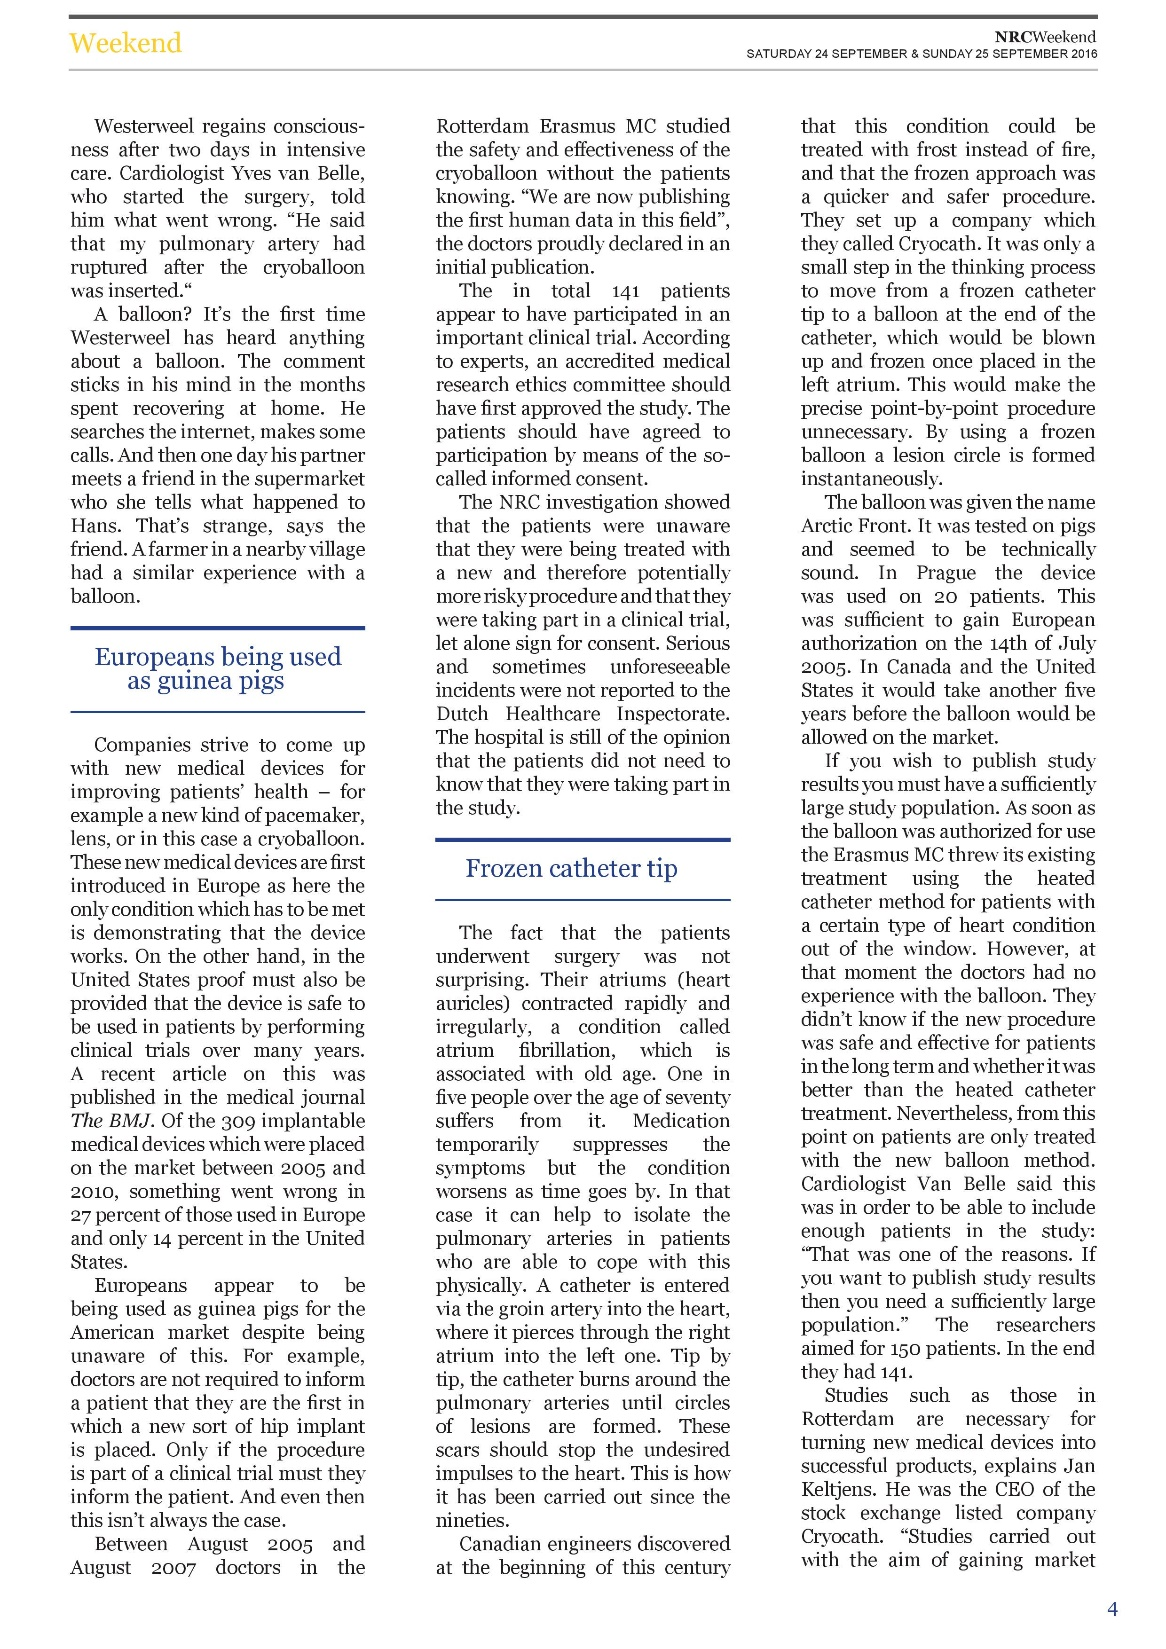 Weekend
NRCWeekend
SATURDAY 24 SEPTEMBER & SUNDAY 25 SEPTEMBER 2016
Westerweel regains conscious-
ness after two days in intensive
care. Cardiologist Yves van Belle,
who started the surgery, told
him what went wrong. “He said
that my pulmonary artery had
ruptured after the cryoballoon
was inserted.“
A balloon? It’s the first time
Westerweel has heard anything
about a balloon. The comment
sticks in his mind in the months
spent recovering at home. He
searches the internet, makes some
calls. And then one day his partner
meets a friend in the supermarket
who she tells what happened to
Hans. That’s strange, says the
friend. A farmer in a nearby village
had a similar experience with a
balloon.
Europeans being used
as guinea pigs
Companies strive to come up
with new medical devices for
improving patients’ health – for
example a new kind of pacemaker,
lens, or in this case a cryoballoon.
These new medical devices are first
introduced in Europe as here the
only condition which has to be met
is demonstrating that the device
works. On the other hand, in the
United States proof must also be
provided that the device is safe to
be used in patients by performing
clinical trials over many years.
A recent article on this was
published in the medical journal
The BMJ. Of the 309 implantable
medical devices which were placed
on the market between 2005 and
2010, something went wrong in
27 percent of those used in Europe
and only 14 percent in the United
States.
Europeans appear to be
being used as guinea pigs for the
American market despite being
unaware of this. For example,
doctors are not required to inform
a patient that they are the first in
which a new sort of hip implant
is placed. Only if the procedure
is part of a clinical trial must they
inform the patient. And even then
this isn’t always the case.
Between August 2005 and
August 2007 doctors in the
Rotterdam Erasmus MC studied
the safety and effectiveness of the
cryoballoon without the patients
knowing. “We are now publishing
the first human data in this field”,
the doctors proudly declared in an
initial publication.
The in total 141 patients
appear to have participated in an
important clinical trial. According
to experts, an accredited medical
research ethics committee should
have first approved the study. The
patients should have agreed to
participation by means of the so-
called informed consent.
The NRC investigation showed
that the patients were unaware
that they were being treated with
a new and therefore potentially
more risky procedure and that they
were taking part in a clinical trial,
let alone sign for consent. Serious
and sometimes unforeseeable
incidents were not reported to the
Dutch Healthcare Inspectorate.
The hospital is still of the opinion
that the patients did not need to
know that they were taking part in
the study.
Frozen catheter tip
The fact that the patients
underwent surgery was not
surprising. Their atriums (heart
auricles) contracted rapidly and
irregularly, a condition called
atrium fibrillation, which is
associated with old age. One in
five people over the age of seventy
suffers from it. Medication
temporarily suppresses the
symptoms but the condition
worsens as time goes by. In that
case it can help to isolate the
pulmonary arteries in patients
who are able to cope with this
physically. A catheter is entered
via the groin artery into the heart,
where it pierces through the right
atrium into the left one. Tip by
tip, the catheter burns around the
pulmonary arteries until circles
of lesions are formed. These
scars should stop the undesired
impulses to the heart. This is how
it has been carried out since the
nineties.
Canadian engineers discovered
at the beginning of this century
that this condition could be
treated with frost instead of fire,
and that the frozen approach was
a quicker and safer procedure.
They set up a company which
they called Cryocath. It was only a
small step in the thinking process
to move from a frozen catheter
tip to a balloon at the end of the
catheter, which would be blown
up and frozen once placed in the
left atrium. This would make the
precise point-by-point procedure
unnecessary. By using a frozen
balloon a lesion circle is formed
instantaneously.
The balloon was given the name
Arctic Front. It was tested on pigs
and seemed to be technically
sound. In Prague the device
was used on 20 patients. This
was sufficient to gain European
authorization on the 14th of July
2005. In Canada and the United
States it would take another five
years before the balloon would be
allowed on the market.
If you wish to publish study
results you must have a sufficiently
large study population. As soon as
the balloon was authorized for use
the Erasmus MC threw its existing
treatment using the heated
catheter method for patients with
a certain type of heart condition
out of the window. However, at
that moment the doctors had no
experience with the balloon. They
didn’t know if the new procedure
was safe and effective for patients
in the long term and whether it was
better than the heated catheter
treatment. Nevertheless, from this
point on patients are only treated
with the new balloon method.
Cardiologist Van Belle said this
was in order to be able to include
enough patients in the study:
“That was one of the reasons. If
you want to publish study results
then you need a sufficiently large
population.” The researchers
aimed for 150 patients. In the end
they had 141.
Studies such as those in
Rotterdam are necessary for
turning new medical devices into
successful products, explains Jan
Keltjens. He was the CEO of the
stock exchange listed company
Cryocath. “Studies carried out
with the aim of gaining market
4